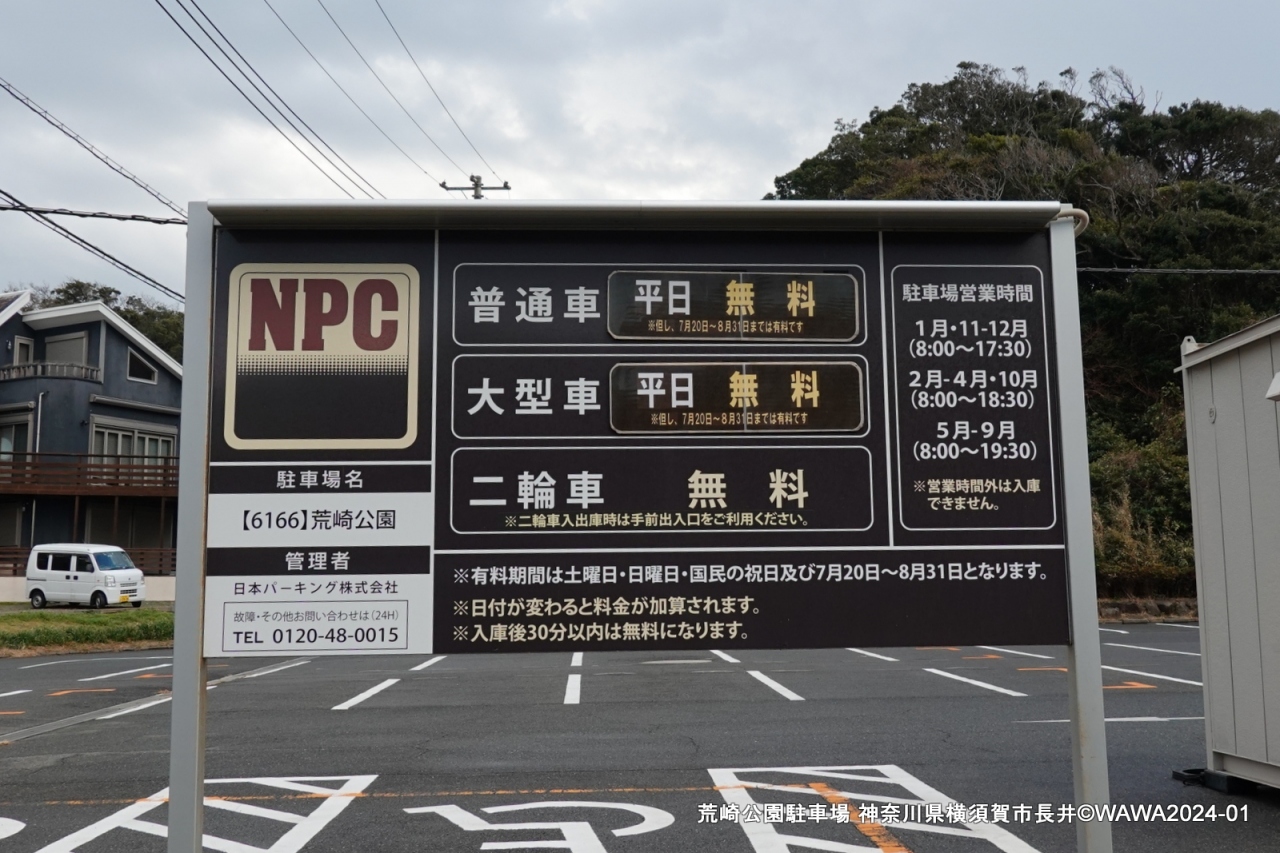 NPC
駐車場名
【6166】荒崎公園
管理者
日本パーキング株式会社
故障・その他お問い合わせは(24H)
TEL 0120-48-0015
普通車 平日 無料
※但し、7月20日～8月31日までは有料です
大型車 平日 無料
※但し、7月20日～8月31日までは有料です
二輪車 無料
※二輪車入出庫時は手前出入口をご利用ください。
駐車場営業時間
1月・11-12月
(8:00～17:30)
2月-4月・10月
(8:00～18:30)
5月-9月
(8:00～19:30)
※営業時間外は入庫
できません。
※有料期間は土曜日・日曜日・国民の祝日及び7月20日～8月31日となります。
※日付が変わると料金が加算されます。
※入庫後30分以内は無料になります。
荒崎公園駐車場 神奈川県横須賀市長井©WAWA2024-01